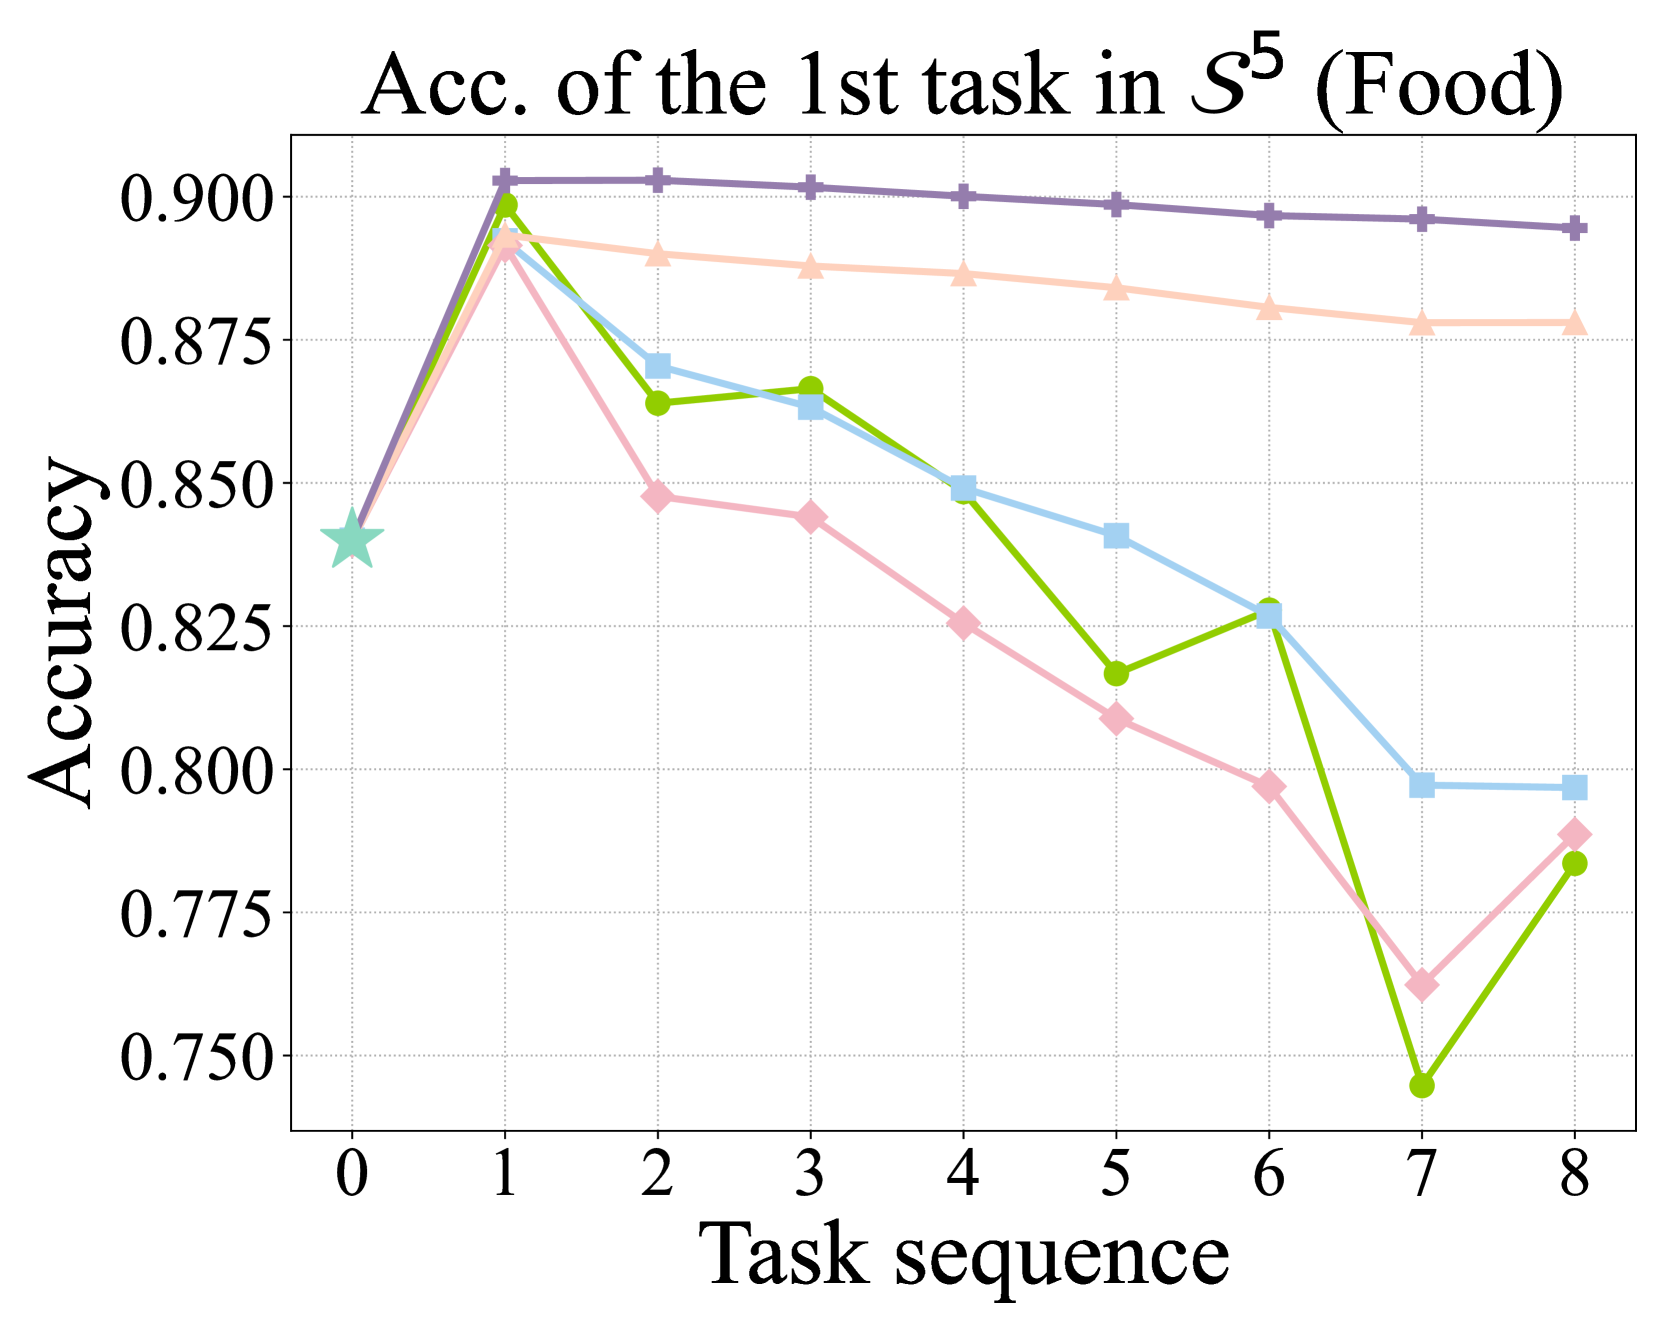 Acc. of the 1st task in 𝒮⁵ (Food)
0.900
0.875
0.850
0.825
0.800
0.775
0.750
Accuracy
0 1 2 3 4 5 6 7 8
Task sequence